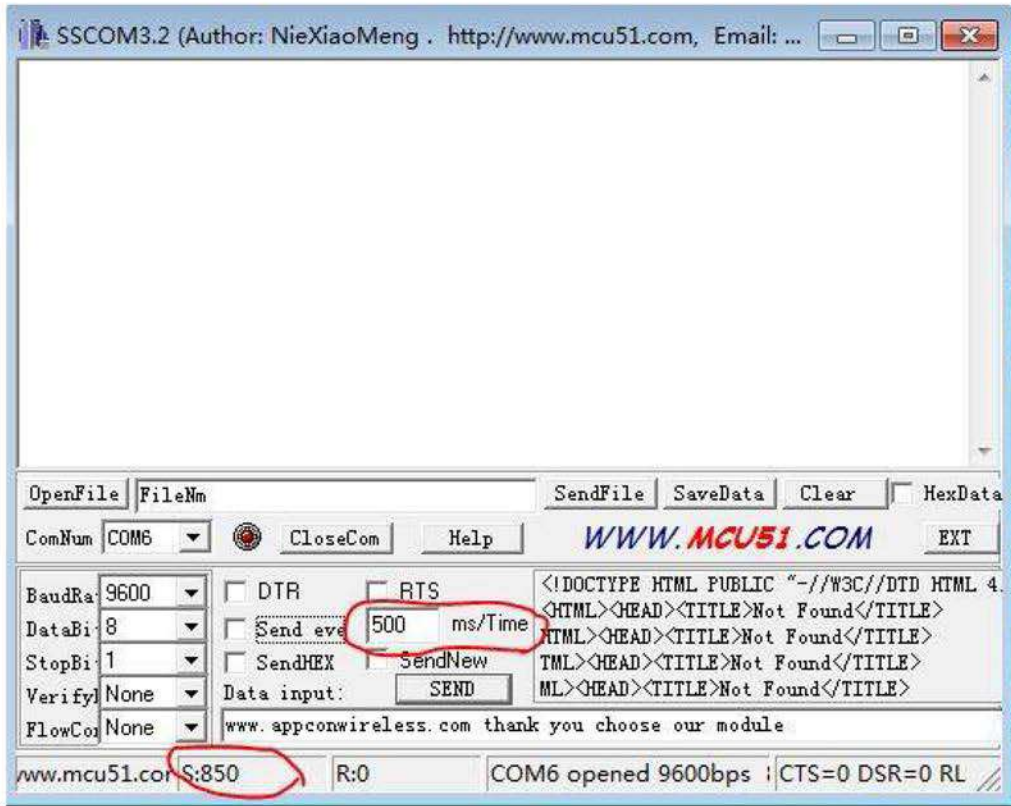 SSCOM3.2 (Author: NieXiaoMeng . http://www.mcu51.com, Email: ...
OpenFile FileNm SendFile SaveData Clear HexData
ComNum COM6 CloseCom Help WWW.MCU51.COM EXT
BaudRa 9600 DTR RTS
DataBi 8 Send eve 500 ms/Time
StopBi 1 SendHEX SendNew
VerifyI None Data input: SEND
FlowCo None www.appconwireless.com thank you choose our module
<!DOCTYPE HTML PUBLIC "-//W3C//DTD HTML 4.
<HTML><HEAD><TITLE>Not Found</TITLE>
HTML><HEAD><TITLE>Not Found</TITLE>
TML><HEAD><TITLE>Not Found</TITLE>
ML><HEAD><TITLE>Not Found</TITLE>
www.mcu51.cor S:850 R:0 COM6 opened 9600bps CTS=0 DSR=0 RL